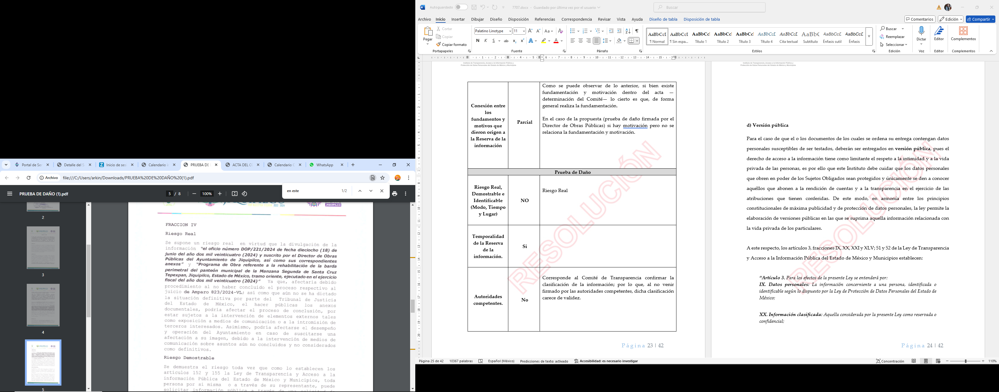 Portal de Ser
Detalle del S
Inicio de ses
Calendario i
PRUEBA DE
ACTA DEL C
Calendario C
WhatsApp
Archivo
file:///C:/Users/arkin/Downloads/PRUEBA%20DE%20DAÑO%20(1).pdf
PRUEBA DE DAÑO (1).pdf
5 / 8
100%
en este
1/2
2
3
4
5
2022 2024
JIQUIPILCO
FRACCION IV
Riesgo Real
Se supone un riesgo real en virtud que la divulgación de la
información "el oficio número DOP/221/2024 de fecha dieciocho (18) de
junio del año dos mil veinticuatro (2024) y suscrito por el Director de Obras
Públicas del Ayuntamiento de Jiquipilco, así como sus correspondientes
anexos" y "Programa de Obra referente a la rehabilitación de la barda
perimetral del panteón municipal de la Manzana Segunda de Santa Cruz
Tepexpan, Jiquipilco, Estado de México, tramo oriente, ejecutado en el ejercicio
fiscal del año dos mil veinticuatro (2024)" Ya que, afectaría debido
procedimiento al no haber concluido el proceso respectivo al
juicio de Amparo 823/2024-VL; así como que aún no se ha dictado
la situación definitiva por parte del Tribunal de Justicia
del Estado de México, el hacer públicas los anexos
documentales, podría afectar el proceso de conclusión, por
estar sujetos a la intervención de elementos externos tales
como exposición a medios de comunicación o a la intromisión de
terceros interesados. Asimismo, podría afectarse el desempeño
y operación del Ayuntamiento en caso de suscitarse una
afectación a su imagen, debido a la intervención de medios de
comunicación sobre asuntos aún no concluidos y no considerados
como definitivos.
Riesgo Demostrable
Se demuestra el riesgo toda vez que como lo establecen los
artículos 152 y 155 la Ley de Transparencia y Acceso a la
información Pública del Estado de México y Municipios, toda
persona por si misma o a través de su representante, puede
solicitar información pública a través de una solicitud de
Autoguardado
7707.docx - Guardado por última vez por el usuario
Buscar
Archivo Inicio Insertar Dibujar Diseño Disposición Referencias Correspondencia Revisar Vista Ayuda Diseño de tabla Disposición de tabla
Comentarios Edición Compartir
Pegar
Cortar
Copiar
Copiar formato
Portapapeles
Palatino Linotype 11
N K S ab
Fuente
Párrafo
AaBbCcI AaBbCcI AaBbCc AaBbCc AaBbCcI AaBbCcL AaBbCcL AaBbC AaBbCcL AaBbCcL
¶ Normal ¶ Sin espa... Título 1 Título 2 Título 3 Título 4 Cita textual Subtítulo Énfasis sutil Énfasis
Estilos
Buscar
Reemplazar
Seleccionar
Edición
Dictar
Voz
Editor
Editor
Complementos
Complementos
Instituto de Transparencia, Acceso a la Información Pública y
Protección de Datos Personales del Estado de México y Municipios
Conexión entre
los
fundamentos y
motivos que
dieron origen a
la Reserva de la
información
Parcial
Como se puede observar de lo anterior, si bien existe
fundamentación y motivación dentro del acta —
determinación del Comité— lo cierto es que, de forma
general realiza la fundamentación.
En el caso de la propuesta (prueba de daño firmada por el
Director de Obras Públicas) si hay motivación pero no se
relaciona la fundamentación y motivación.
Prueba de Daño
Riesgo Real,
Demostrable e
Identificable
(Modo, Tiempo
y Lugar)
NO
Riesgo Real
Temporalidad
de la Reserva
de la
información.
Si
Autoridades
competentes.
No
Corresponde al Comité de Transparencia confirmar la
clasificación de la información; por lo que, al no venir
firmado por las autoridades competentes, dicha clasificación
carece de validez.
RESOLUCIÓN
Página 23 | 42
Instituto de Transparencia, Acceso a la Información Pública y
Protección de Datos Personales del Estado de México y Municipios
d) Versión pública
Para el caso de que el o los documentos de los cuales se ordena su entrega contengan datos
personales susceptibles de ser testados, deberán ser entregados en versión pública, pues el
derecho de acceso a la información tiene como limitante el respeto a la intimidad y a la vida
privada de las personas, es por ello que este Instituto debe cuidar que los datos personales
que obren en poder de los Sujetos Obligados sean protegidos y únicamente se den a conocer
aquéllos que abonen a la rendición de cuentas y a la transparencia en el ejercicio de las
atribuciones que tienen conferidas. De este modo, en armonía entre los principios
constitucionales de máxima publicidad y de protección de datos personales, la ley permite la
elaboración de versiones públicas en las que se suprima aquella información relacionada con
la vida privada de los particulares.
A este respecto, los artículos 3, fracciones IX, XX, XXI y XLV; 51 y 52 de la Ley de Transparencia
y Acceso a la Información Pública del Estado de México y Municipios establecen:
“Artículo 3. Para los efectos de la presente Ley se entenderá por:
IX. Datos personales: La información concerniente a una persona, identificada o
identificable según lo dispuesto por la Ley de Protección de Datos Personales del Estado de
México;
XX. Información clasificada: Aquella considerada por la presente Ley como reservada o
confidencial;
RESOLUCIÓN
Página 24 | 42
Página 25 de 42 10367 palabras Español (México) Predicciones de texto: activado Accesibilidad: es necesario investigar
Concentración
110%